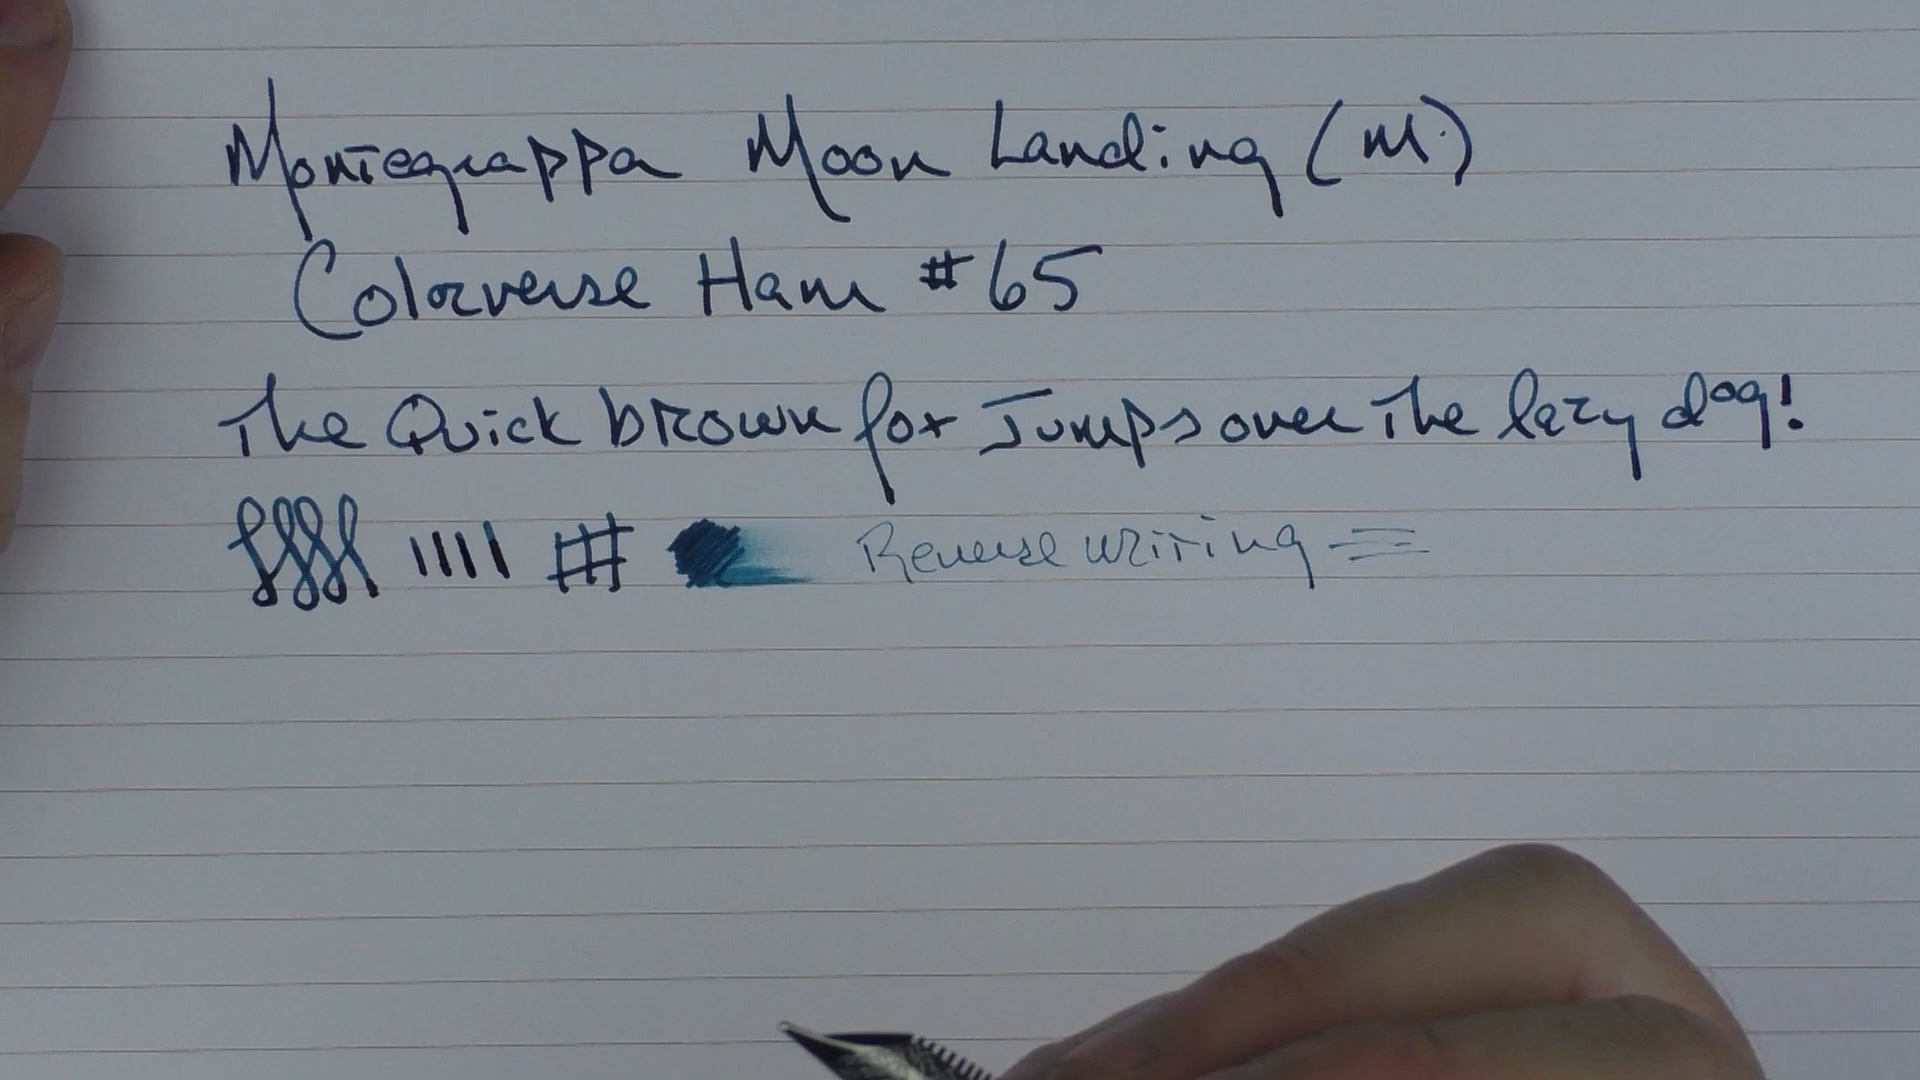 Montegrappa Moon Landing (M.)
Colorverse Ham #65
The Quick brown fox Jumps over The lazy dog!
Reverse writing